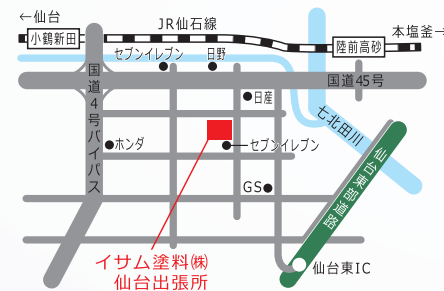 ←仙台
JR仙石線
本塩釜→
小鶴新田
陸前高砂
セブンイレブン
日野
国道45号
国道4号バイパス
日産
七北田川
ホンダ
セブンイレブン
仙台東部道路
GS
イサム塗料㈱
仙台出張所
仙台東IC